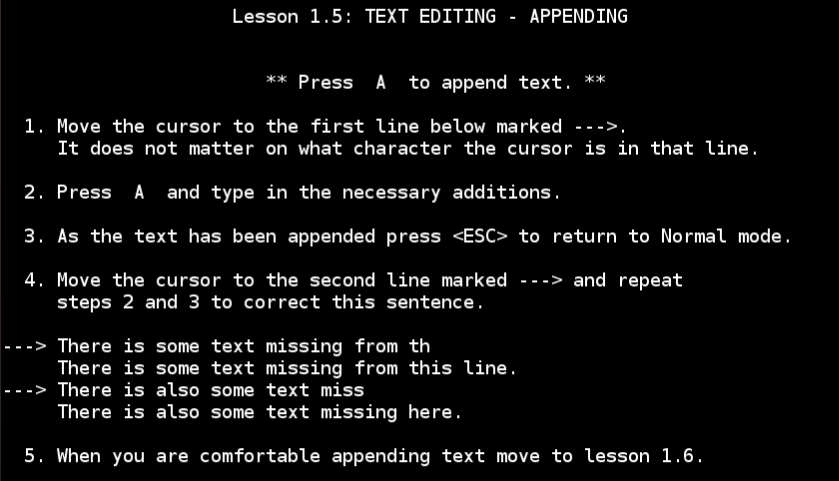 Lesson 1.5: TEXT EDITING - APPENDING
** Press  A  to append text. **
1. Move the cursor to the first line below marked --->.
It does not matter on what character the cursor is in that line.
2. Press  A  and type in the necessary additions.
3. As the text has been appended press <ESC> to return to Normal mode.
4. Move the cursor to the second line marked ---> and repeat
steps 2 and 3 to correct this sentence.
---> There is some text missing from th
There is some text missing from this line.
---> There is also some text miss
There is also some text missing here.
5. When you are comfortable appending text move to lesson 1.6.